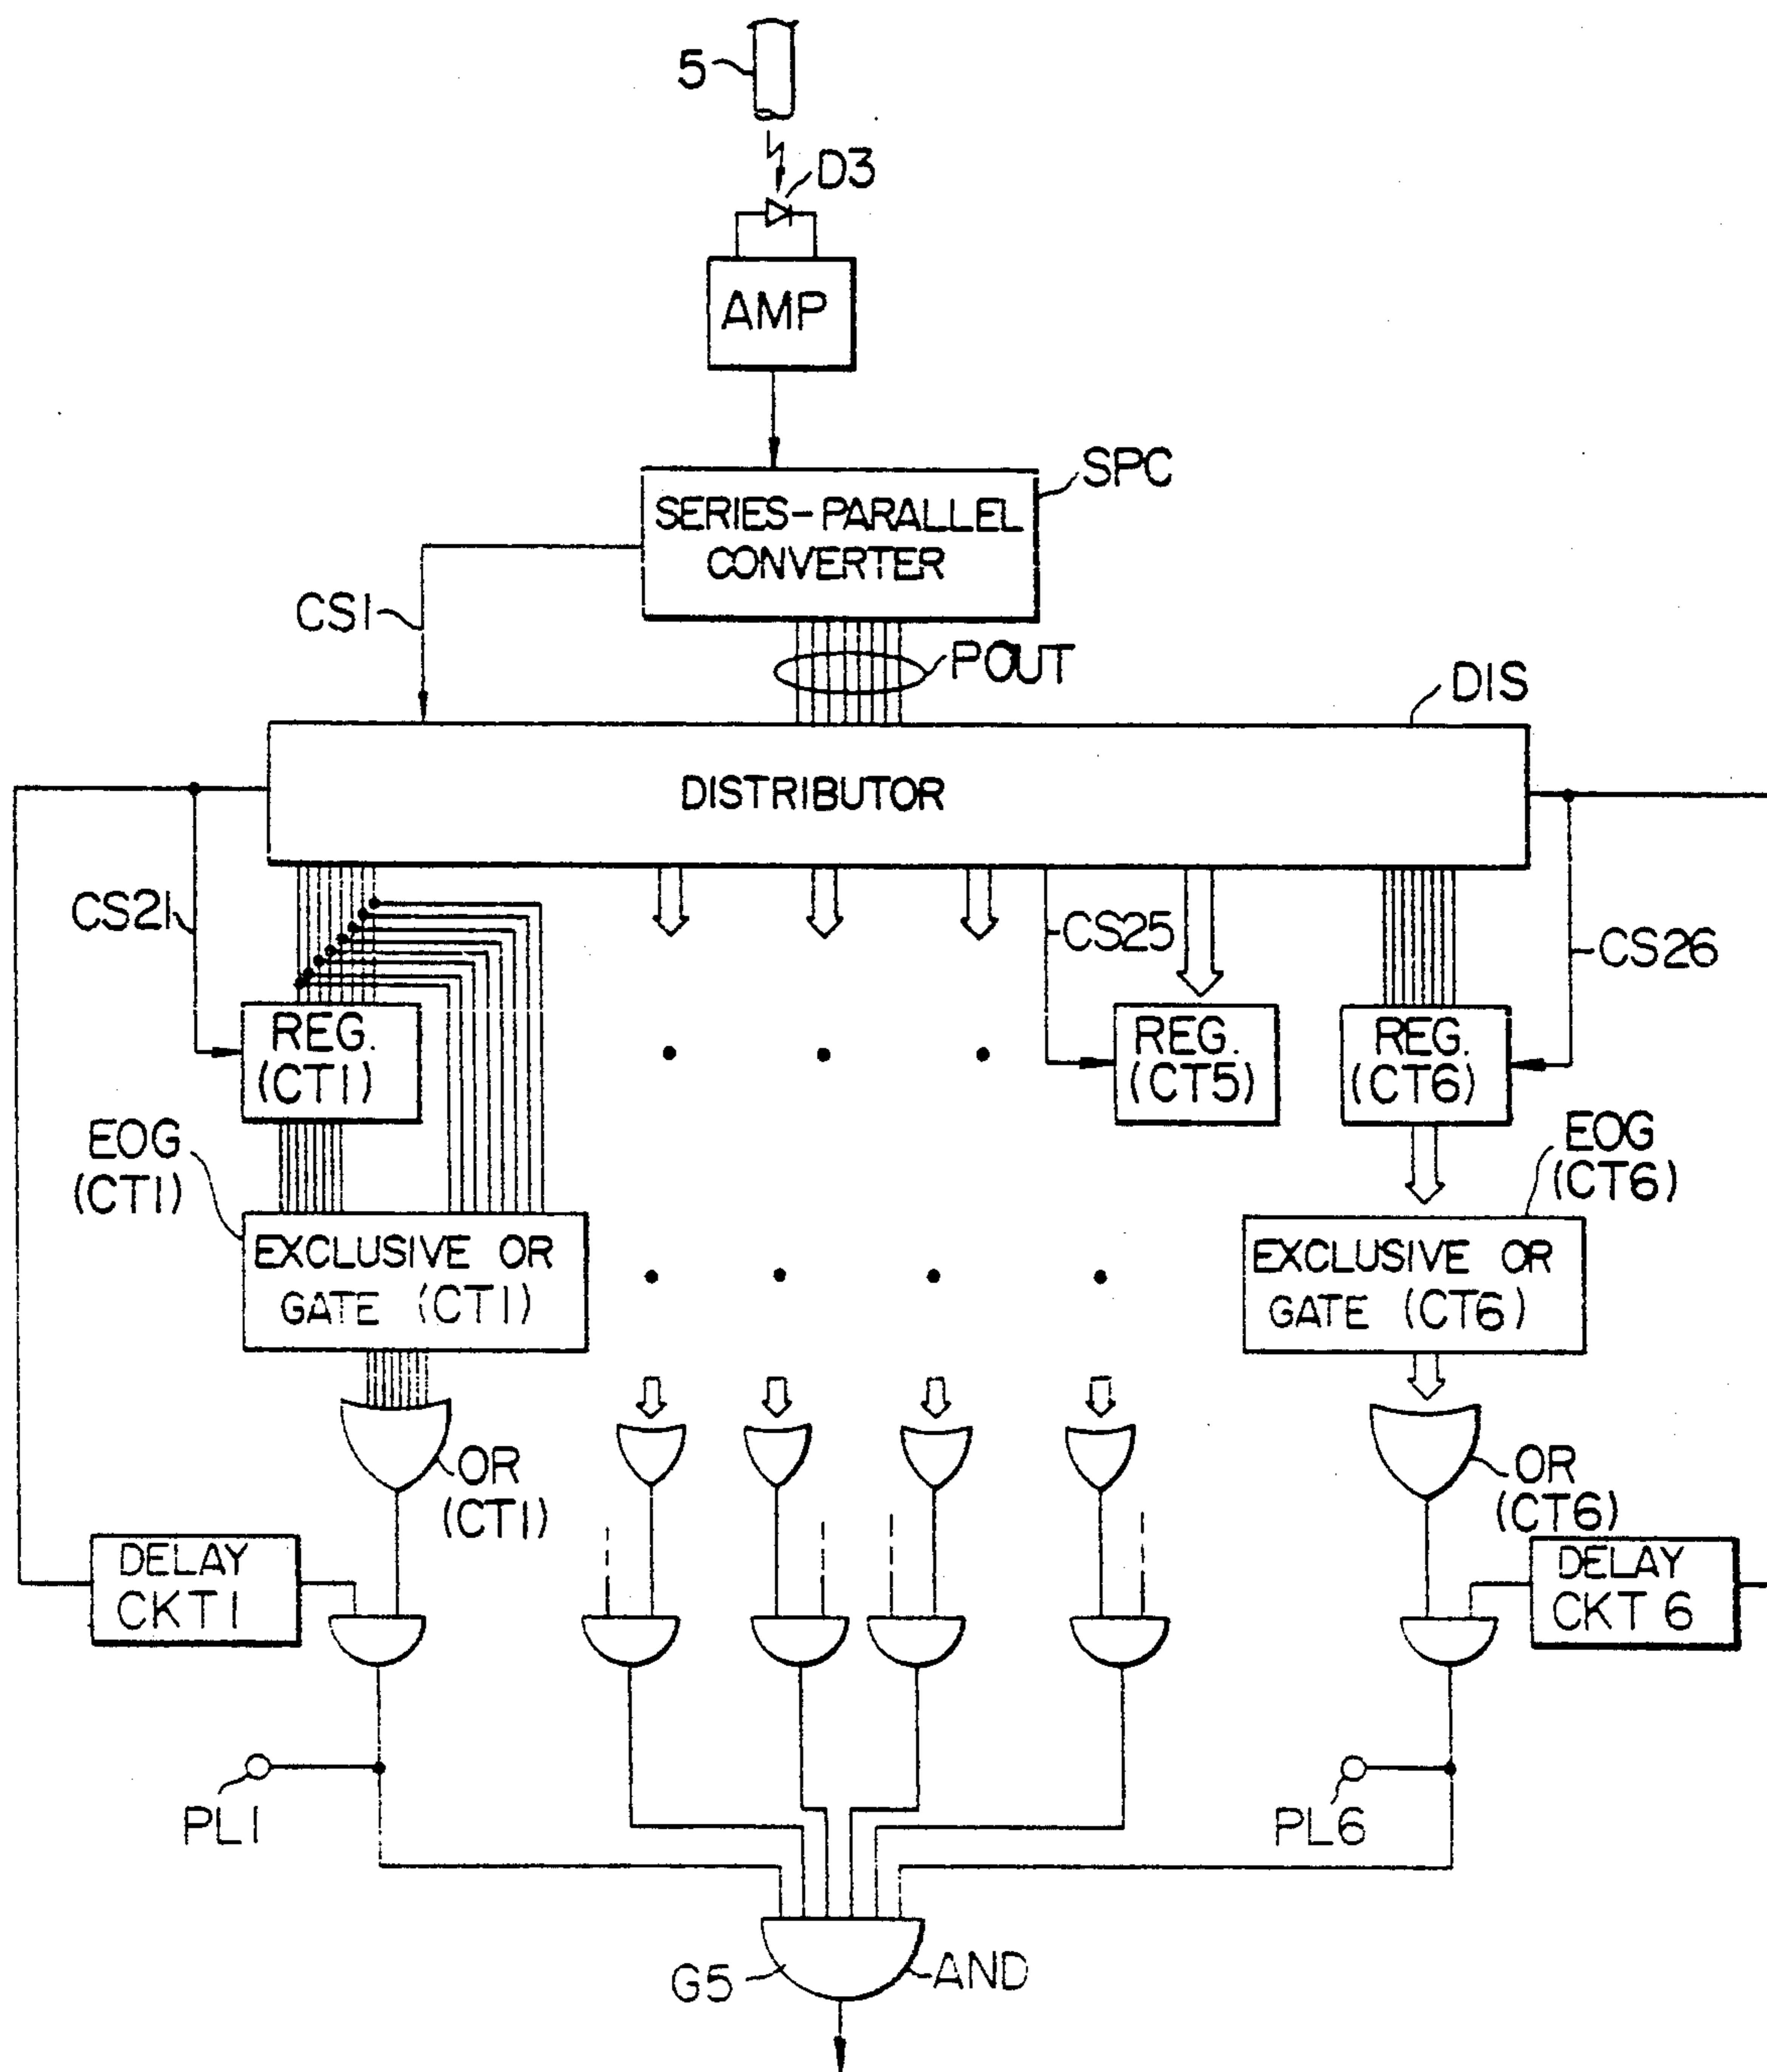 5
D3
AMP
SPC
SERIES-PARALLEL
CONVERTER
CS1
POUT
DIS
DISTRIBUTOR
CS21
CS25
CS26
REG.
(CT1)
REG.
(CT5)
REG.
(CT6)
EOG
(CT1)
EOG
(CT6)
EXCLUSIVE OR
GATE (CT1)
EXCLUSIVE OR
GATE (CT6)
OR
(CT1)
OR
(CT6)
DELAY
CKT1
DELAY
CKT 6
PL1
PL6
G5
AND